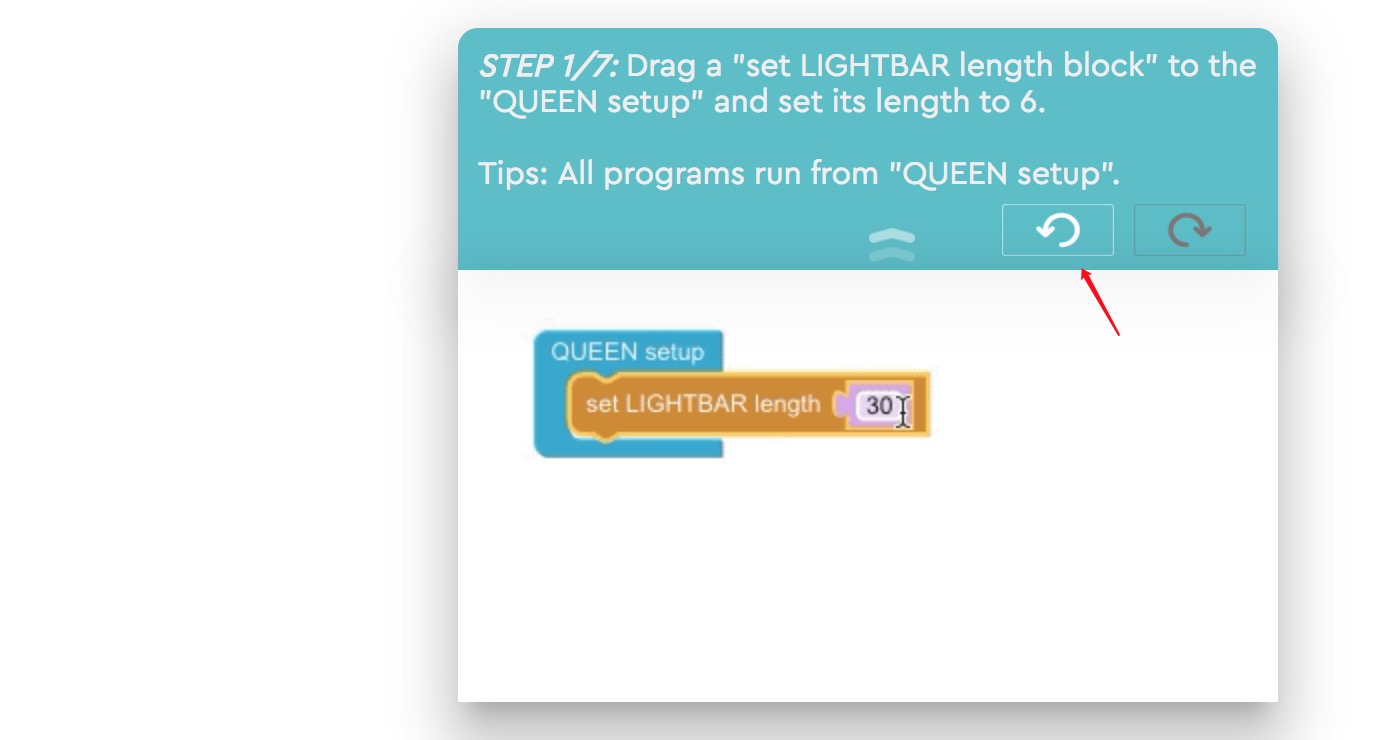 STEP 1/7: Drag a "set LIGHTBAR length block" to the
"QUEEN setup" and set its length to 6.
Tips: All programs run from "QUEEN setup".
QUEEN setup
set LIGHTBAR length 30